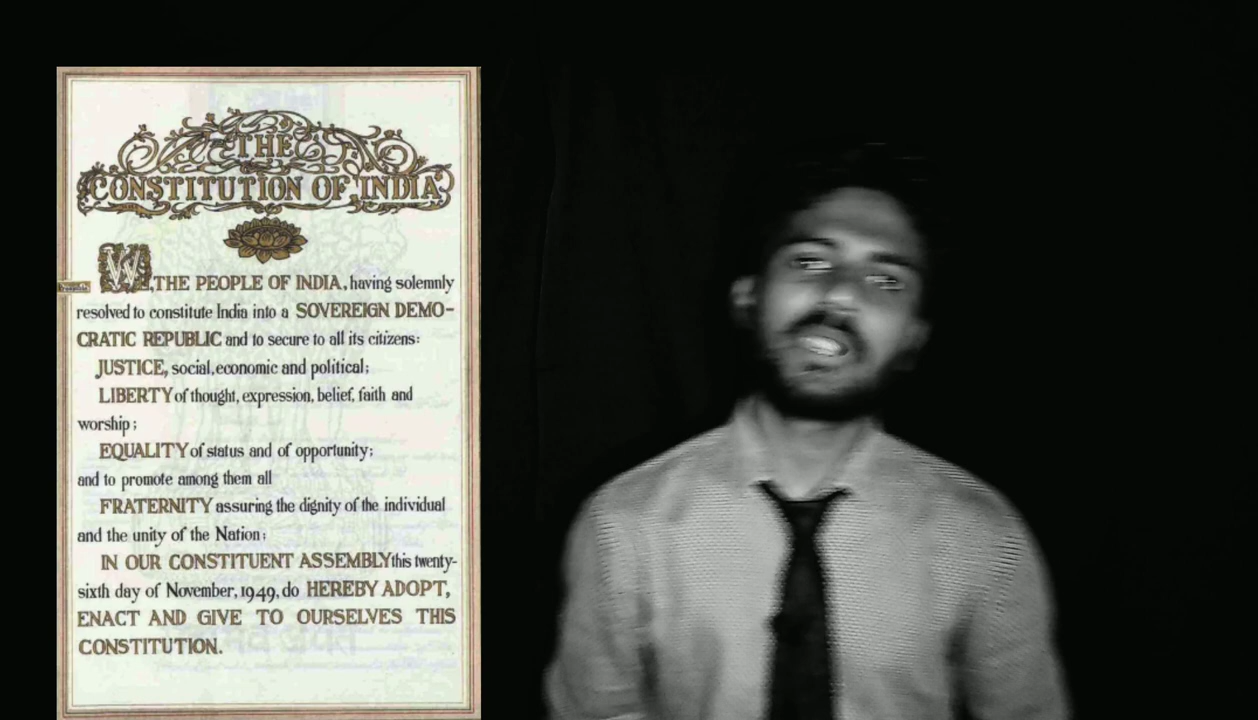 THE
CONSTITUTION OF INDIA
WE, THE PEOPLE OF INDIA, having solemnly
resolved to constitute India into a SOVEREIGN DEMO-
CRATIC REPUBLIC and to secure to all its citizens:
JUSTICE, social, economic and political;
LIBERTY of thought, expression, belief, faith and
worship;
EQUALITY of status and of opportunity;
and to promote among them all
FRATERNITY assuring the dignity of the individual
and the unity of the Nation;
IN OUR CONSTITUENT ASSEMBLY this twenty-
sixth day of November, 1949, do HEREBY ADOPT,
ENACT AND GIVE TO OURSELVES THIS
CONSTITUTION.